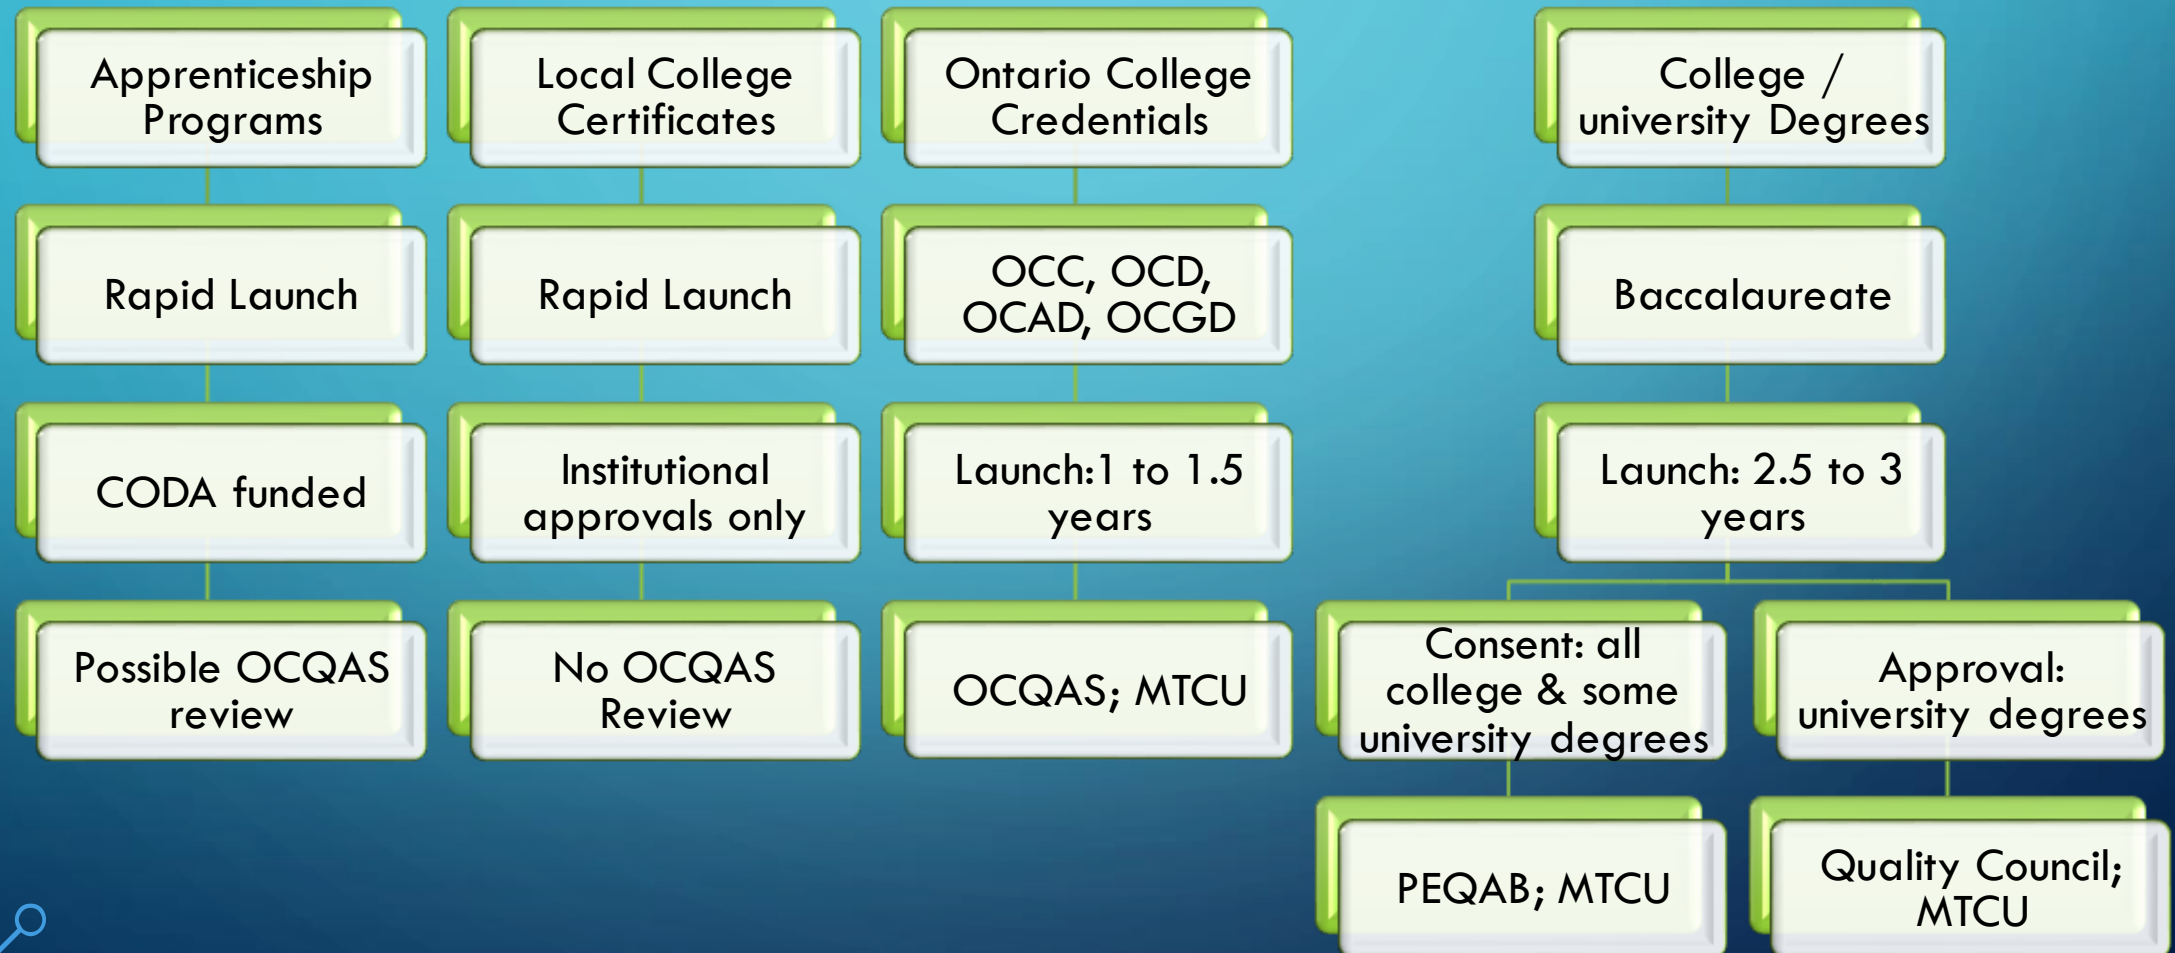 Apprenticeship
Programs
Rapid Launch
CODA funded
Possible OCQAS
review
Local College
Certificates
Rapid Launch
Institutional
approvals only
No OCQAS
Review
Ontario College
Credentials
OCC, OCD,
OCAD, OCGD
Launch:1 to 1.5
years
OCQAS; MTCU
College /
university Degrees
Baccalaureate
Launch: 2.5 to 3
years
Consent: all
college & some
university degrees
PEQAB; MTCU
Approval:
university degrees
Quality Council;
MTCU